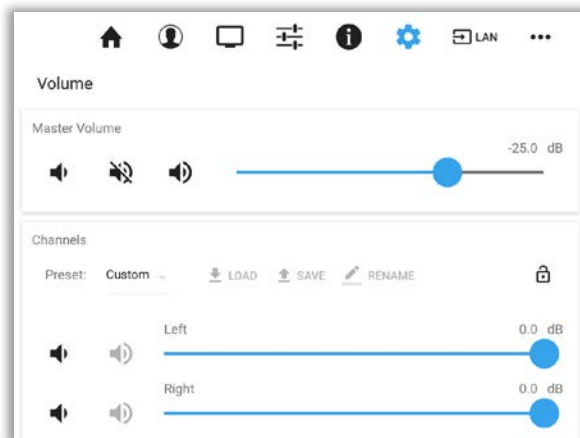 LAN
Volume
Master Volume
-25.0 dB
Channels
Preset: Custom LOAD SAVE RENAME
Left 0.0 dB
Right 0.0 dB